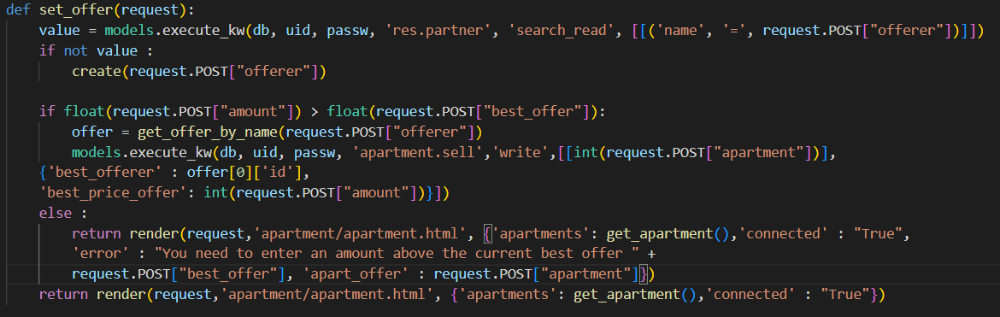 def set_offer(request):
    value = models.execute_kw(db, uid, passw, 'res.partner', 'search_read', [[('name', '=', request.POST["offerer"])]])
    if not value :
        create(request.POST["offerer"])

    if float(request.POST["amount"]) > float(request.POST["best_offer"]):
        offer = get_offer_by_name(request.POST["offerer"])
        models.execute_kw(db, uid, passw, 'apartment.sell','write',[[int(request.POST["apartment"])],
    {'best_offerer' : offer[0]['id'],
    'best_price_offer': int(request.POST["amount"])}])
    else :
        return render(request,'apartment/apartment.html', {'apartments': get_apartment(),'connected' : "True",
        'error' : "You need to enter an amount above the current best offer " +
        request.POST["best_offer"], 'apart_offer' : request.POST["apartment"]})
    return render(request,'apartment/apartment.html', {'apartments': get_apartment(),'connected' : "True"})